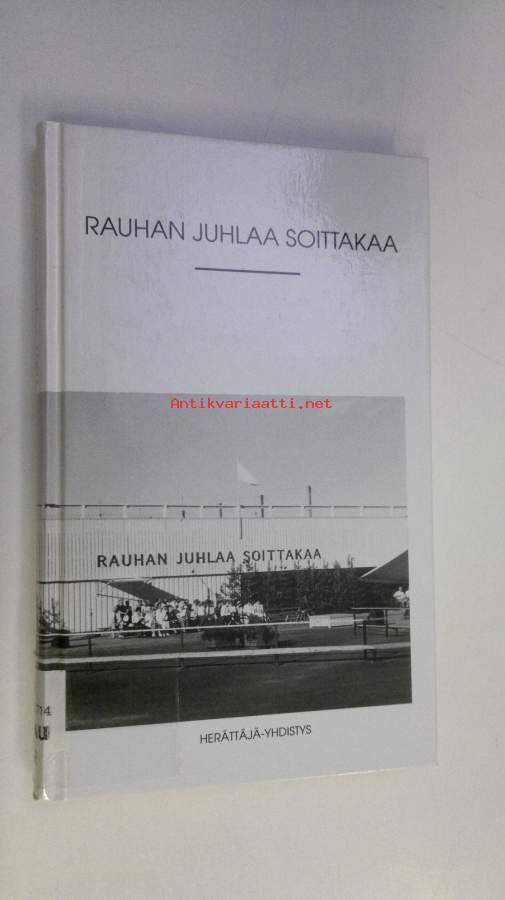 RAUHAN JUHLAA SOITTAKAA
Antikvariaatti.net
RAUHAN JUHLAA SOITTAKAA
HERÄTTÄJÄ-YHDISTYS